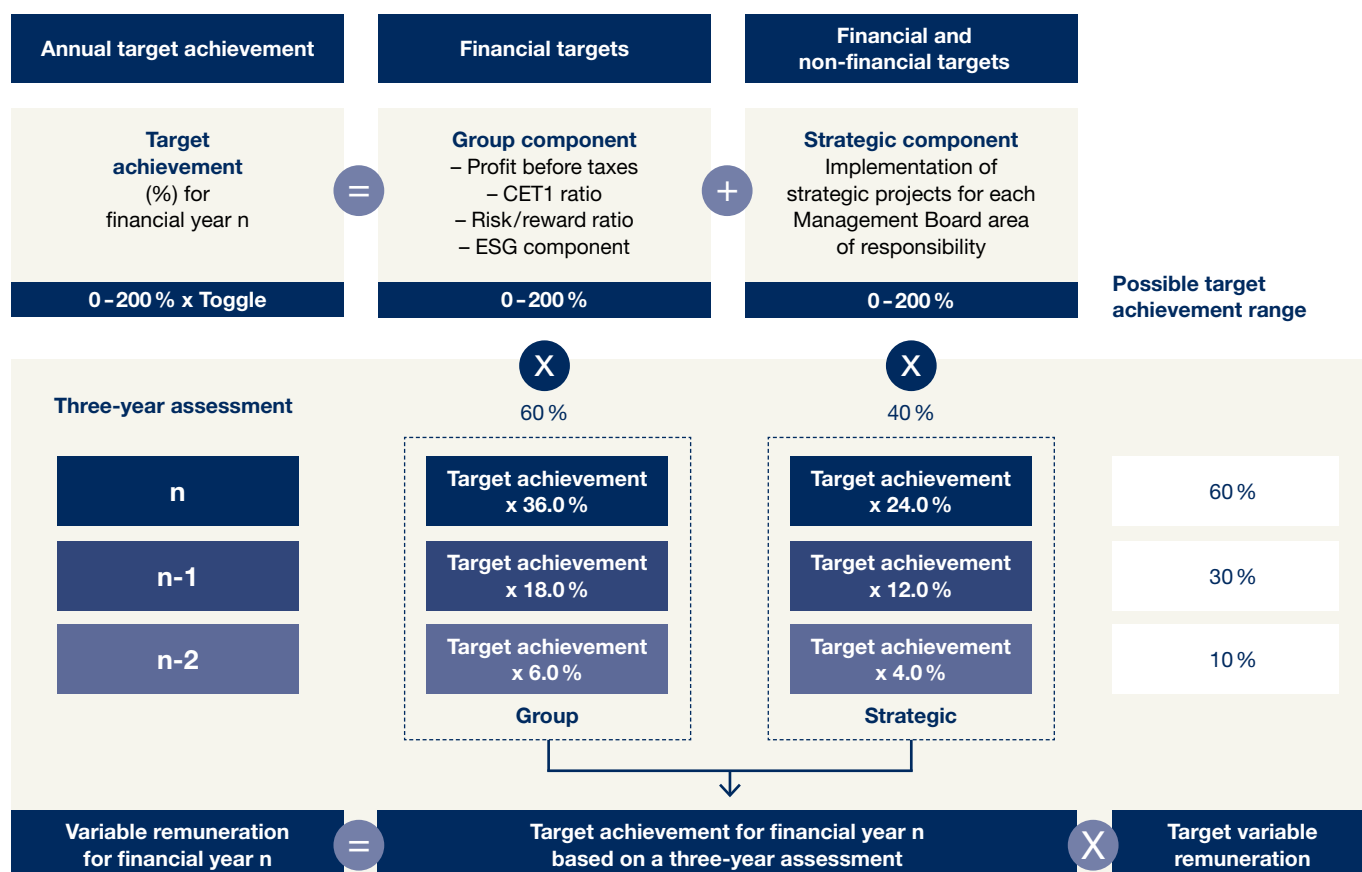 Annual target achievement
Financial targets
Financial and
non-financial targets
Target
achievement
(%) for
financial year n
0 – 200 % x Toggle
=
Group component
– Profit before taxes
– CET1 ratio
– Risk/reward ratio
– ESG component
0 – 200 %
+
Strategic component
Implementation of
strategic projects for each
Management Board area
of responsibility
0 – 200 %
Possible target
achievement range
X
X
Three-year assessment
60 %
40 %
n
Target achievement
x 36.0 %
Target achievement
x 24.0 %
60 %
n-1
Target achievement
x 18.0 %
Target achievement
x 12.0 %
30 %
n-2
Target achievement
x 6.0 %
Target achievement
x 4.0 %
10 %
Group
Strategic
Variable remuneration
for financial year n
=
Target achievement for financial year n
based on a three-year assessment
X
Target variable
remuneration